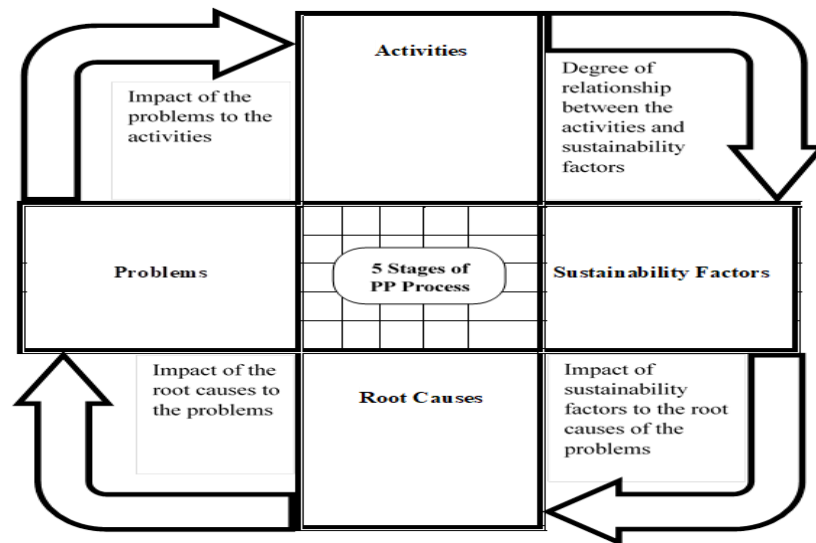 Activities
Impact of the
problems to the
activities
Degree of
relationship
between the
activities and
sustainability
factors
Problems
5 Stages of
PP Process
Sustainability Factors
Impact of the
root causes to
the problems
Root Causes
Impact of
sustainability
factors to the root
causes of the
problems